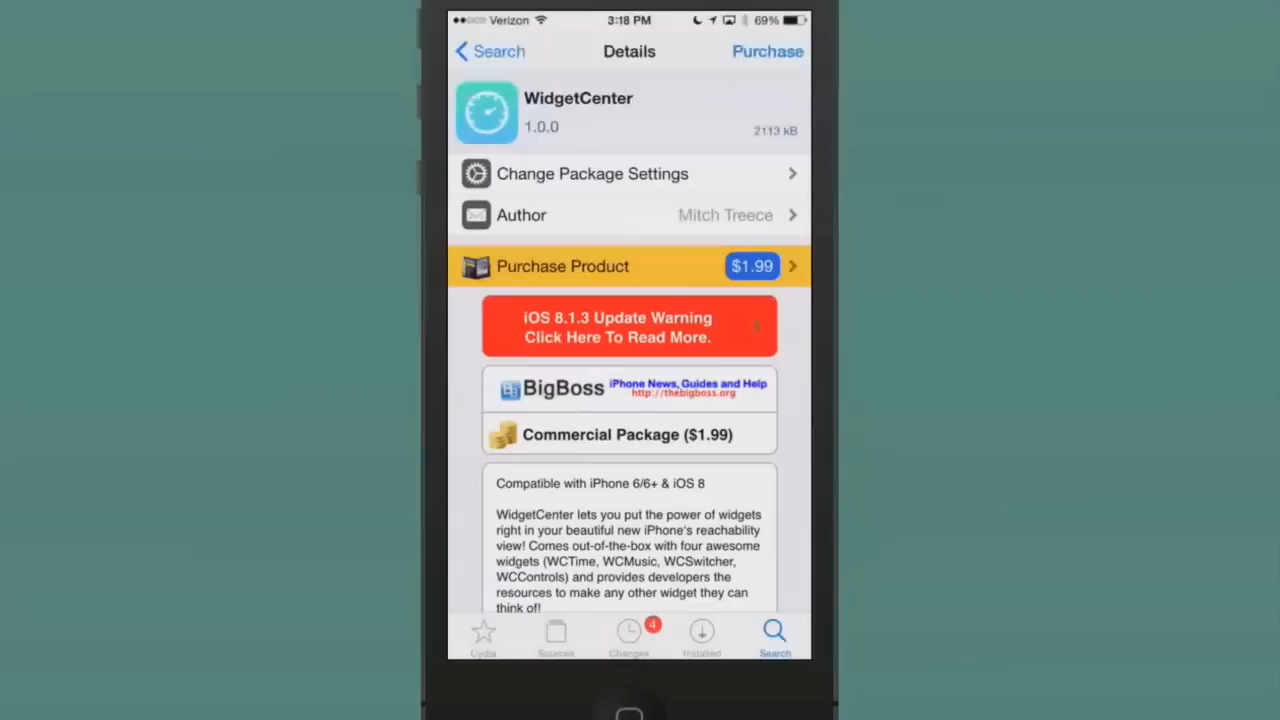 Verizon 3:18 PM 69%
Search Details Purchase
WidgetCenter
1.0.0 2113 kB
Change Package Settings
Author Mitch Treece
Purchase Product $1.99
iOS 8.1.3 Update Warning
Click Here To Read More.
BigBoss iPhone News, Guides and Help
http://thebigboss.org
Commercial Package ($1.99)
Compatible with iPhone 6/6+ & iOS 8
WidgetCenter lets you put the power of widgets
right in your beautiful new iPhone's reachability
view! Comes out-of-the-box with four awesome
widgets (WCTime, WCMusic, WCSwitcher,
WCControls) and provides developers the
resources to make any other widget they can
think of!
4
Cydia Sources Changes Installed Search